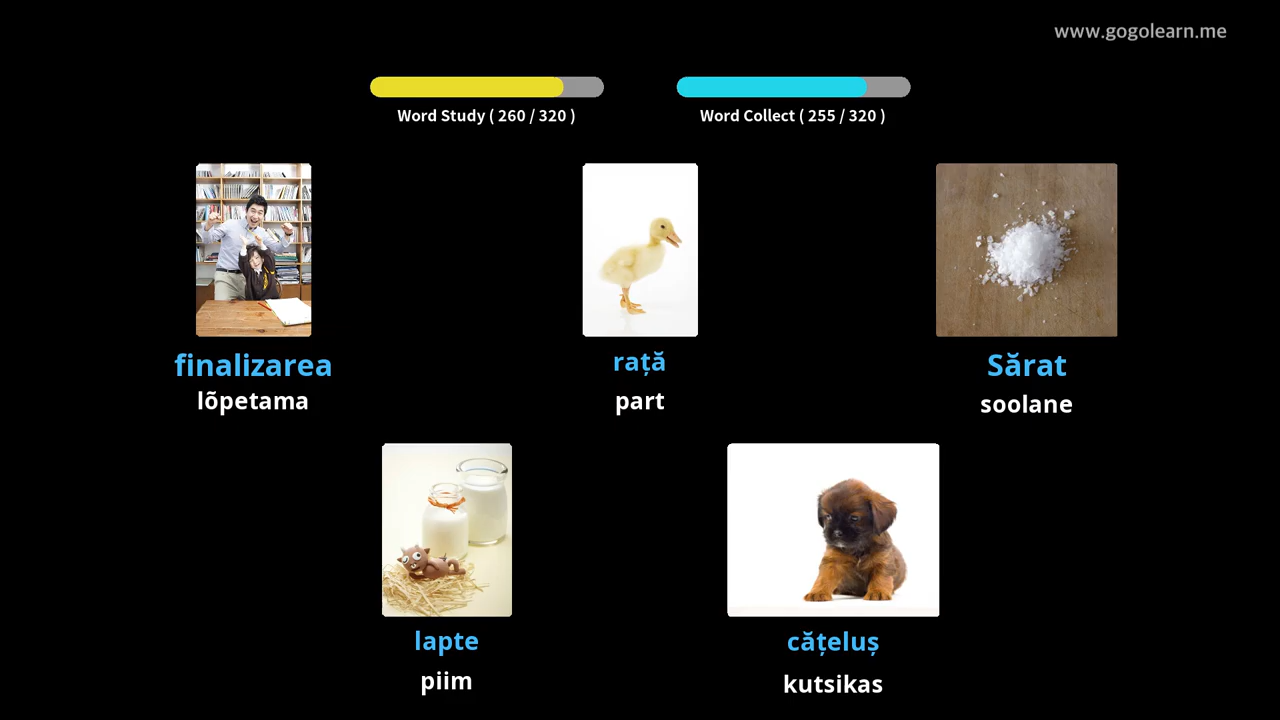 www.gogolearn.me
Word Study ( 260 / 320 )
Word Collect ( 255 / 320 )
finalizarea
lõpetama
rață
part
Sărat
soolane
lapte
piim
cățeluș
kutsikas